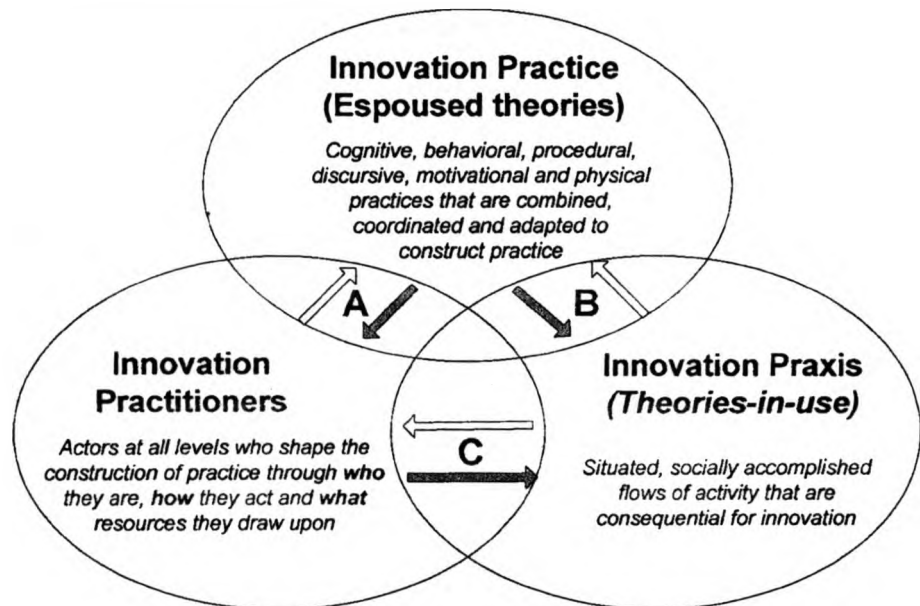 Innovation Practice
(Espoused theories)
Cognitive, behavioral, procedural,
discursive, motivational and physical
practices that are combined,
coordinated and adapted to
construct practice
A
B
Innovation
Practitioners
Actors at all levels who shape the
construction of practice through who
they are, how they act and what
resources they draw upon
C
Innovation Praxis
(Theories-in-use)
Situated, socially accomplished
flows of activity that are
consequential for innovation